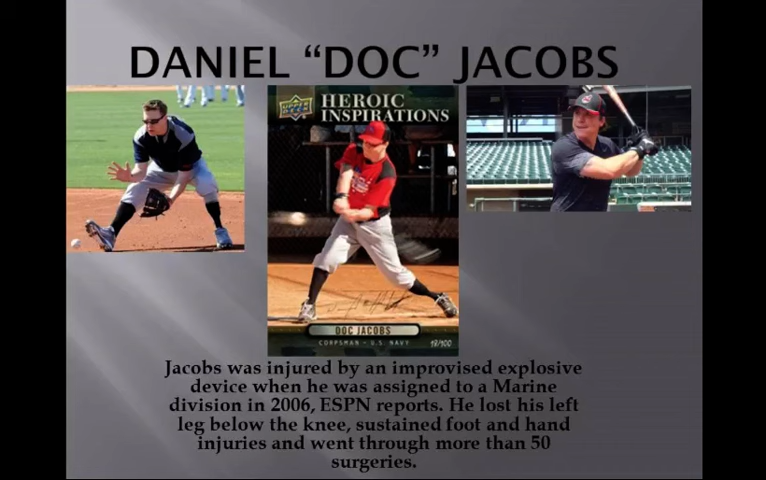 DANIEL “DOC” JACOBS
UPPER DECK
HEROIC
INSPIRATIONS
DOC JACOBS
CORPSMAN - U.S. NAVY
Jacobs was injured by an improvised explosive
device when he was assigned to a Marine
division in 2006, ESPN reports. He lost his left
leg below the knee, sustained foot and hand
injuries and went through more than 50
surgeries.